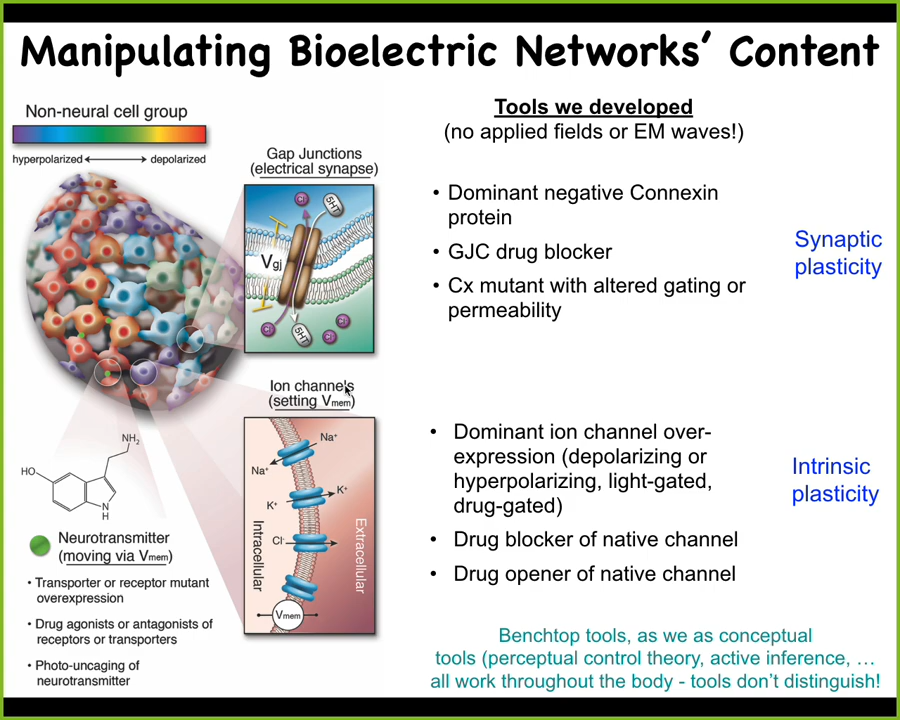 Manipulating Bioelectric Networks' Content
Non-neural cell group
hyperpolarized
depolarized
Gap Junctions
(electrical synapse)
Cl-
5HT
Vgj
5HT
Ion channels
(setting Vmem)
Na+
Na+
K+
K+
Cl-
Intracellular
Extracellular
Vmem
NH2
HO
N
H
Neurotransmitter
(moving via Vmem)
• Transporter or receptor mutant
overexpression
• Drug agonists or antagonists of
receptors or transporters
• Photo-uncaging of
neurotransmitter
Tools we developed
(no applied fields or EM waves!)
• Dominant negative Connexin
protein
• GJC drug blocker
• Cx mutant with altered gating or
permeability
Synaptic
plasticity
• Dominant ion channel over-
expression (depolarizing or
hyperpolarizing, light-gated,
drug-gated)
• Drug blocker of native channel
• Drug opener of native channel
Intrinsic
plasticity
Benchtop tools, as we as conceptual
tools (perceptual control theory, active inference, …
all work throughout the body - tools don't distinguish!